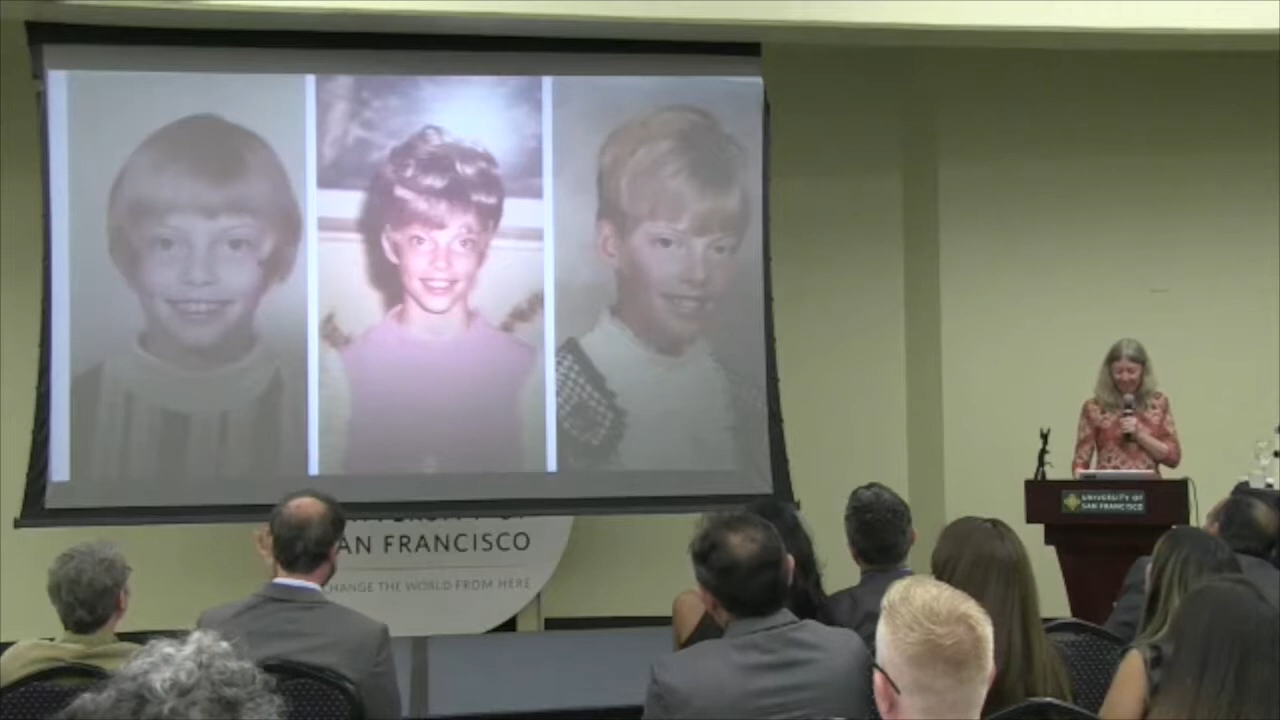 UNIVERSITY OF
SAN FRANCISCO
AN FRANCISCO
CHANGE THE WORLD FROM HERE